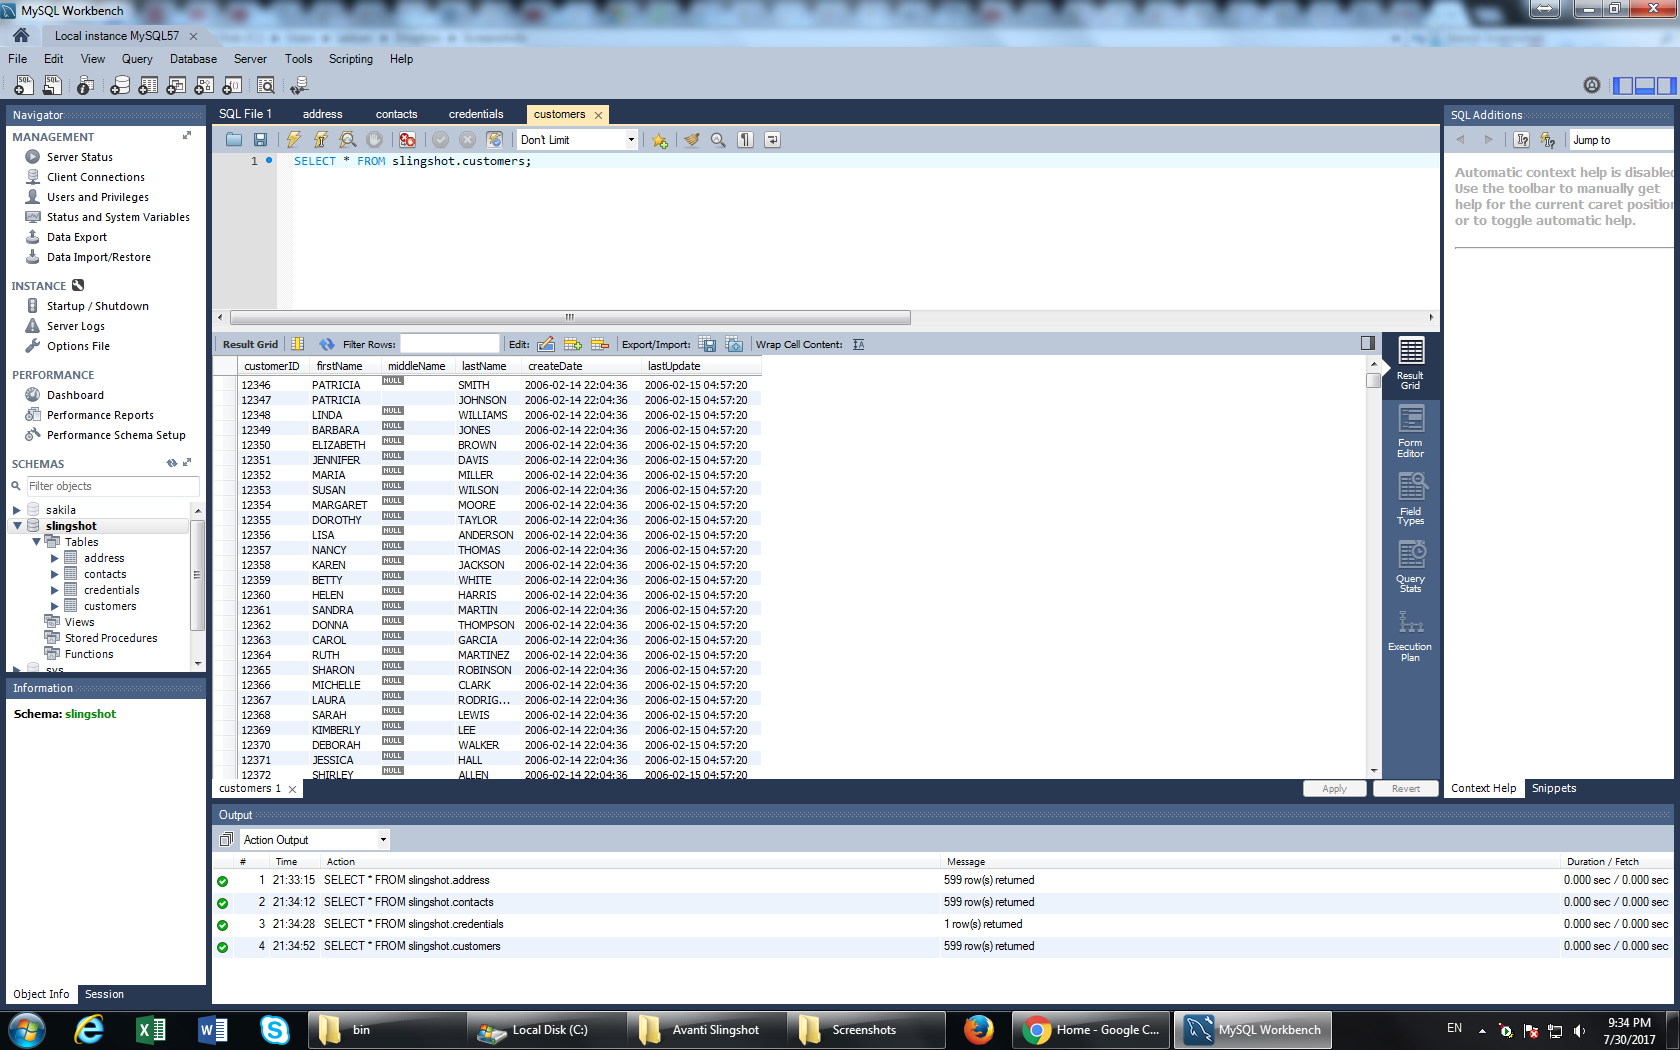 MySQL Workbench
Local instance MySQL57
File Edit View Query Database Server Tools Scripting Help
Navigator
MANAGEMENT
Server Status
Client Connections
Users and Privileges
Status and System Variables
Data Export
Data Import/Restore
INSTANCE
Startup / Shutdown
Server Logs
Options File
PERFORMANCE
Dashboard
Performance Reports
Performance Schema Setup
SCHEMAS
Filter objects
sakila
slingshot
Tables
address
contacts
credentials
customers
Views
Stored Procedures
Functions
sys
Information
Schema: slingshot
Object Info Session
SQL File 1 address contacts credentials customers
Don't Limit
1 SELECT * FROM slingshot.customers;
Result Grid Filter Rows: Edit: Export/Import: Wrap Cell Content:
customerID firstName middleName lastName createDate lastUpdate
12346 PATRICIA NULL SMITH 2006-02-14 22:04:36 2006-02-15 04:57:20
12347 PATRICIA JOHNSON 2006-02-14 22:04:36 2006-02-15 04:57:20
12348 LINDA NULL WILLIAMS 2006-02-14 22:04:36 2006-02-15 04:57:20
12349 BARBARA NULL JONES 2006-02-14 22:04:36 2006-02-15 04:57:20
12350 ELIZABETH NULL BROWN 2006-02-14 22:04:36 2006-02-15 04:57:20
12351 JENNIFER NULL DAVIS 2006-02-14 22:04:36 2006-02-15 04:57:20
12352 MARIA NULL MILLER 2006-02-14 22:04:36 2006-02-15 04:57:20
12353 SUSAN NULL WILSON 2006-02-14 22:04:36 2006-02-15 04:57:20
12354 MARGARET NULL MOORE 2006-02-14 22:04:36 2006-02-15 04:57:20
12355 DOROTHY NULL TAYLOR 2006-02-14 22:04:36 2006-02-15 04:57:20
12356 LISA NULL ANDERSON 2006-02-14 22:04:36 2006-02-15 04:57:20
12357 NANCY NULL THOMAS 2006-02-14 22:04:36 2006-02-15 04:57:20
12358 KAREN NULL JACKSON 2006-02-14 22:04:36 2006-02-15 04:57:20
12359 BETTY NULL WHITE 2006-02-14 22:04:36 2006-02-15 04:57:20
12360 HELEN NULL HARRIS 2006-02-14 22:04:36 2006-02-15 04:57:20
12361 SANDRA NULL MARTIN 2006-02-14 22:04:36 2006-02-15 04:57:20
12362 DONNA NULL THOMPSON 2006-02-14 22:04:36 2006-02-15 04:57:20
12363 CAROL NULL GARCIA 2006-02-14 22:04:36 2006-02-15 04:57:20
12364 RUTH NULL MARTINEZ 2006-02-14 22:04:36 2006-02-15 04:57:20
12365 SHARON NULL ROBINSON 2006-02-14 22:04:36 2006-02-15 04:57:20
12366 MICHELLE NULL CLARK 2006-02-14 22:04:36 2006-02-15 04:57:20
12367 LAURA NULL RODRIG... 2006-02-14 22:04:36 2006-02-15 04:57:20
12368 SARAH NULL LEWIS 2006-02-14 22:04:36 2006-02-15 04:57:20
12369 KIMBERLY NULL LEE 2006-02-14 22:04:36 2006-02-15 04:57:20
12370 DEBORAH NULL WALKER 2006-02-14 22:04:36 2006-02-15 04:57:20
12371 JESSICA NULL HALL 2006-02-14 22:04:36 2006-02-15 04:57:20
12372 SHIRLEY NULL ALLEN 2006-02-14 22:04:36 2006-02-15 04:57:20
Result
Grid
Form
Editor
Field
Types
Query
Stats
Execution
Plan
customers 1
Apply Revert
SQL Additions
Jump to
Automatic context help is disabled
Use the toolbar to manually get
help for the current caret position
or to toggle automatic help.
Context Help Snippets
Output
Action Output
# Time Action Message Duration / Fetch
1 21:33:15 SELECT * FROM slingshot.address 599 row(s) returned 0.000 sec / 0.000 sec
2 21:34:12 SELECT * FROM slingshot.contacts 599 row(s) returned 0.000 sec / 0.000 sec
3 21:34:28 SELECT * FROM slingshot.credentials 1 row(s) returned 0.000 sec / 0.000 sec
4 21:34:52 SELECT * FROM slingshot.customers 599 row(s) returned 0.000 sec / 0.000 sec
bin Local Disk (C:) Avanti Slingshot Screenshots Home - Google C... MySQL Workbench
EN
9:34 PM
7/30/2017